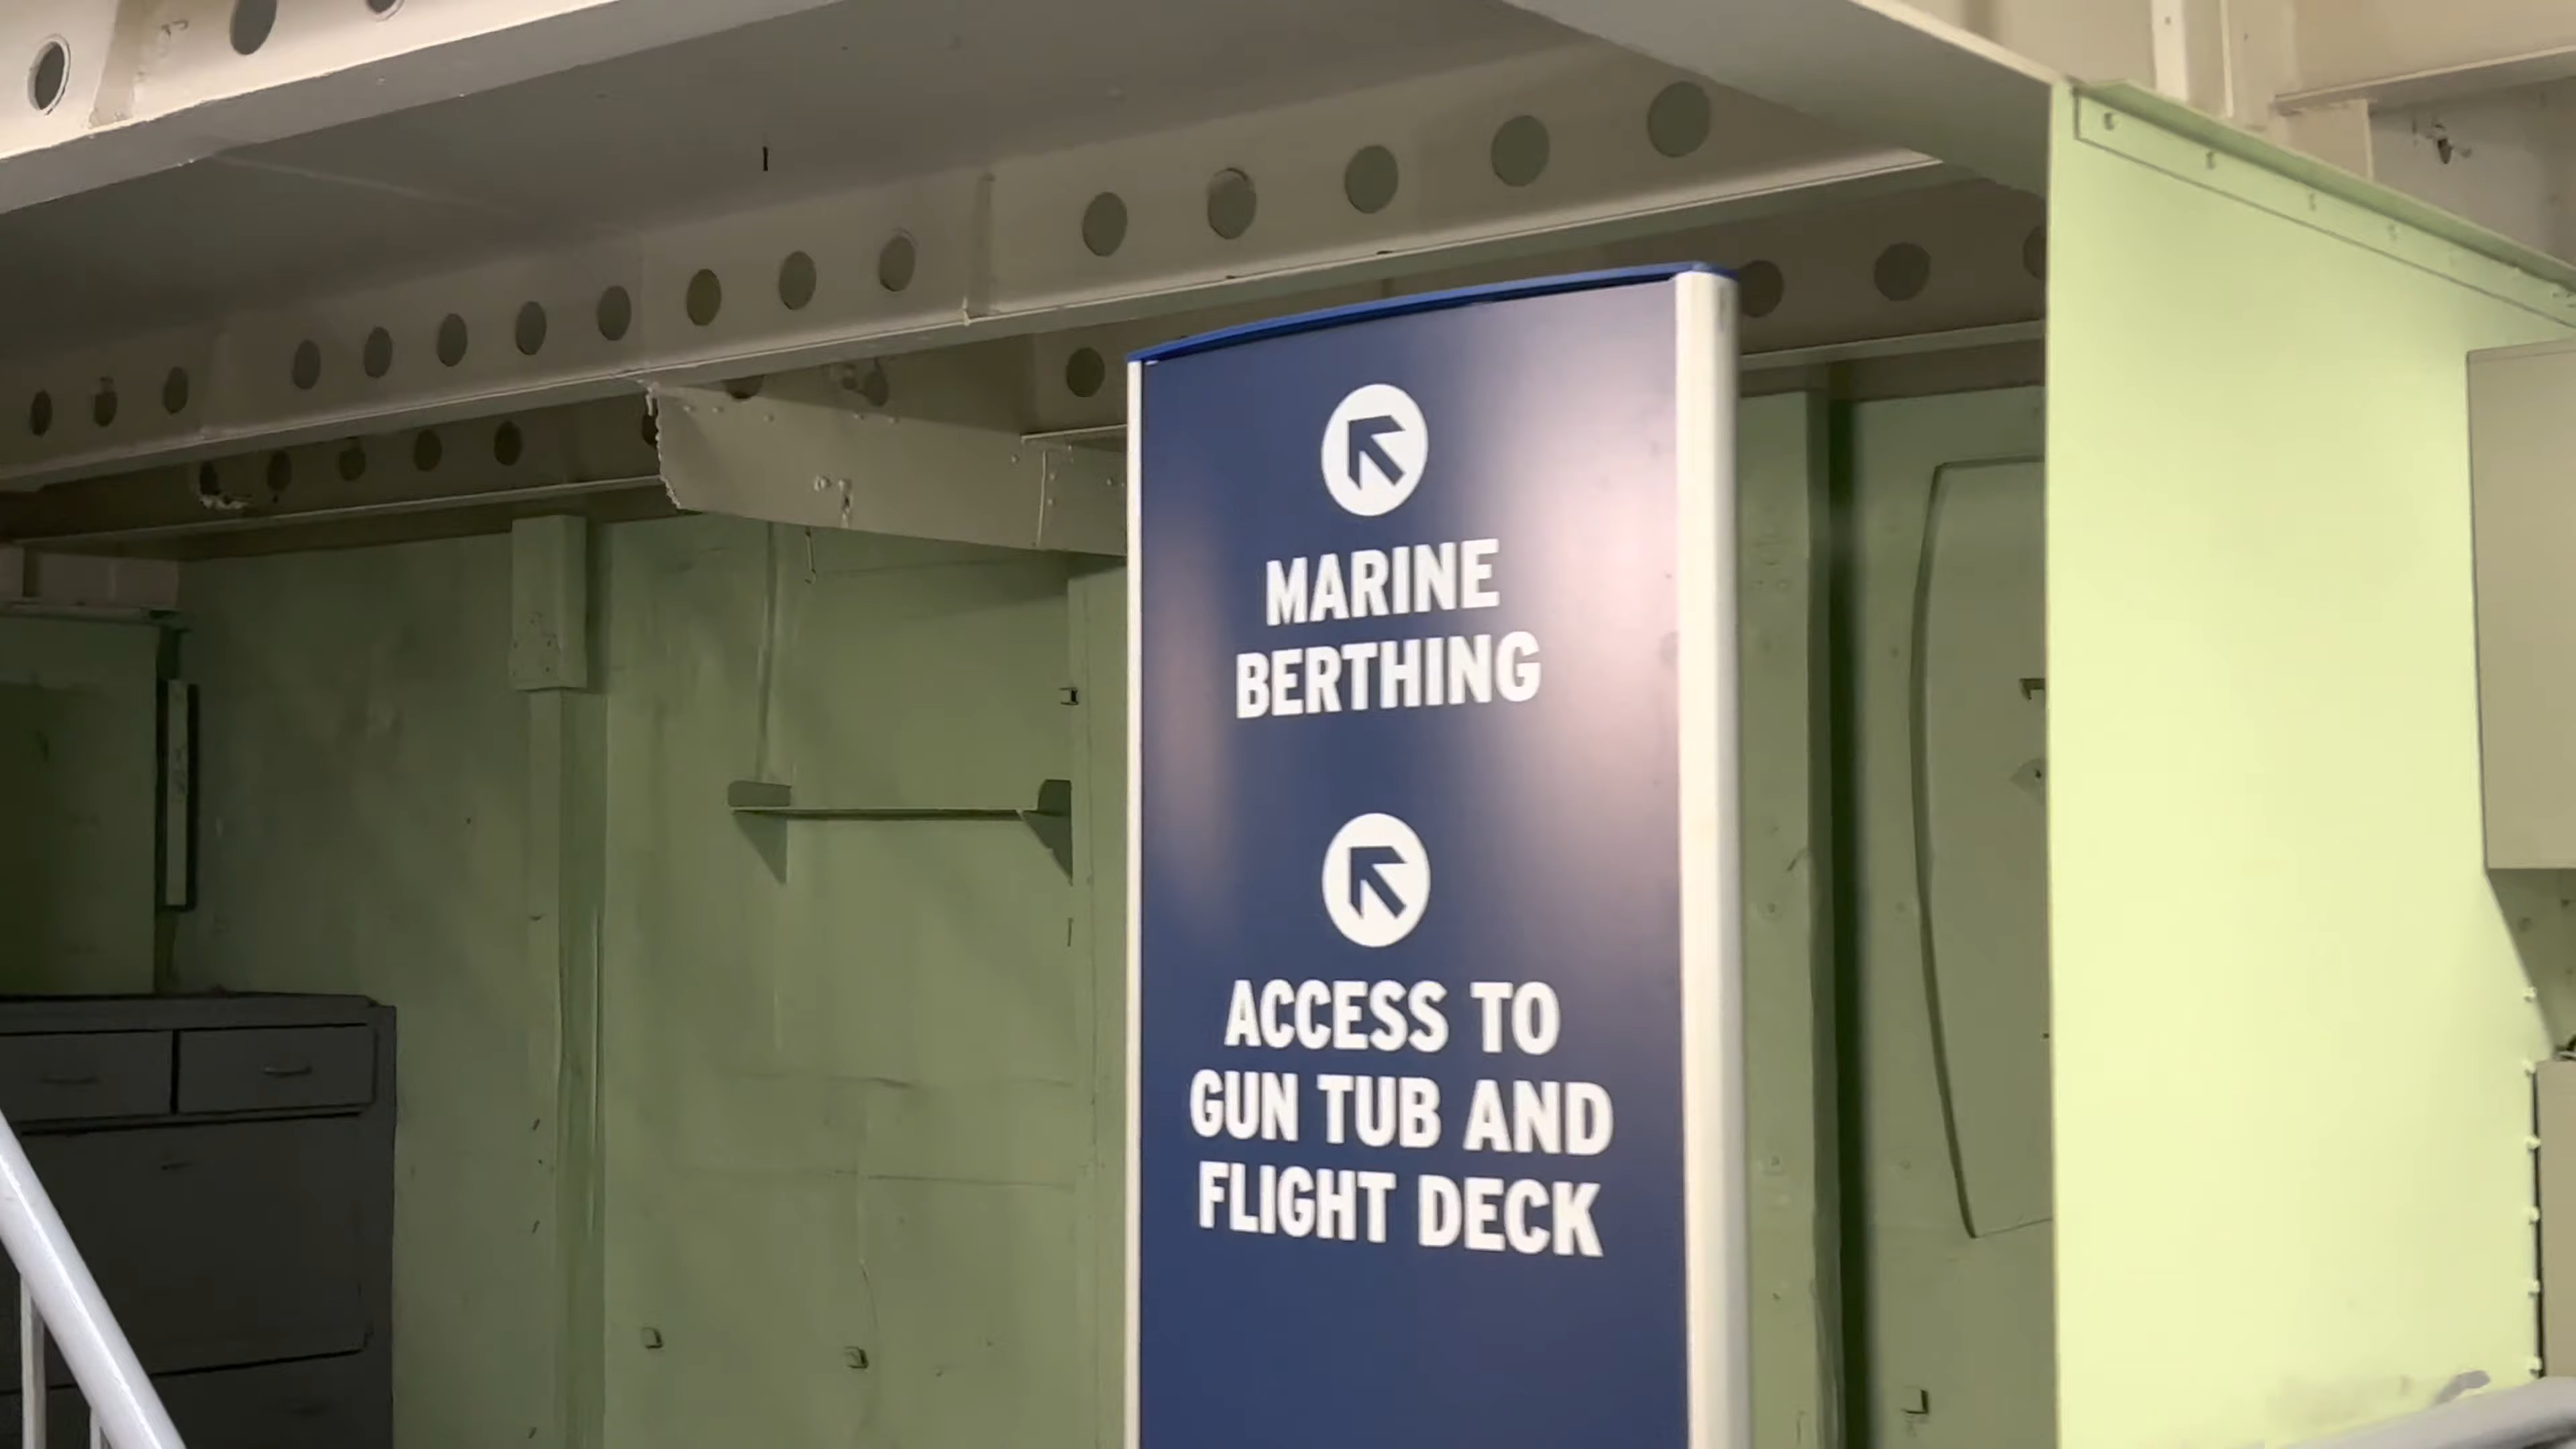 MARINE
BERTHING
ACCESS TO
GUN TUB AND
FLIGHT DECK